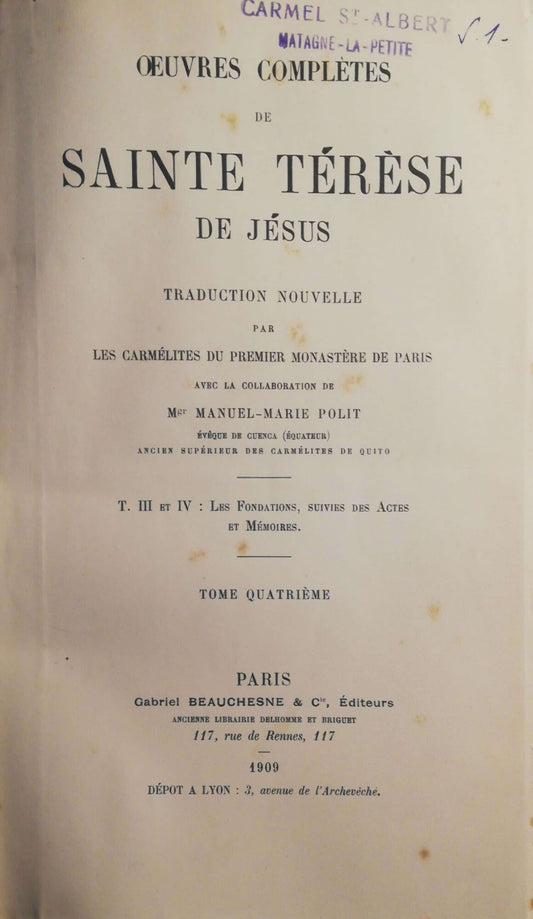 CARMEL ST-ALBERT
MATAGNE-LA-PETITE
S.1-
ŒUVRES COMPLÈTES
DE
SAINTE TÉRÈSE
DE JÉSUS
TRADUCTION NOUVELLE
PAR
LES CARMÉLITES DU PREMIER MONASTÈRE DE PARIS
AVEC LA COLLABORATION DE
Mgr MANUEL-MARIE POLIT
ÉVÊQUE DE CUENCA (ÉQUATEUR)
ANCIEN SUPÉRIEUR DES CARMÉLITES DE QUITO
T. III ET IV : LES FONDATIONS, SUIVIES DES ACTES
ET MÉMOIRES.
TOME QUATRIÈME
PARIS
Gabriel BEAUCHESNE & Cie, Éditeurs
ANCIENNE LIBRAIRIE DELHOMME ET BRIGUET
117, rue de Rennes, 117
1909
DÉPOT A LYON : 3, avenue de l'Archevêché.